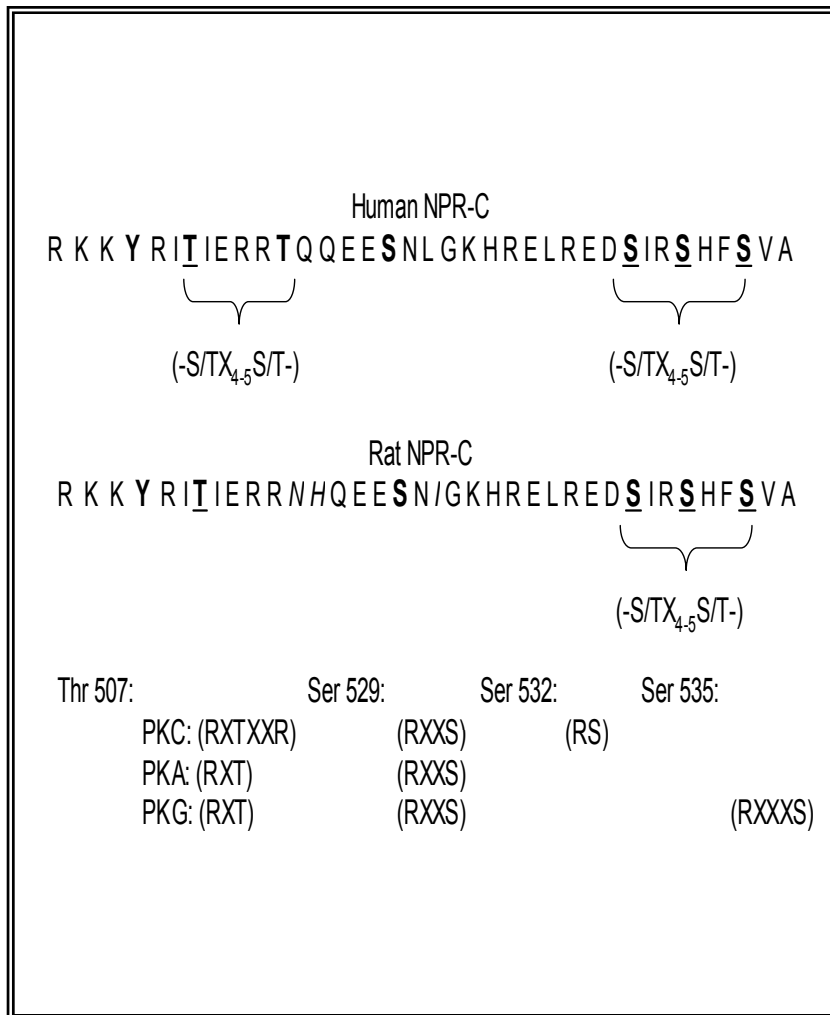 Human NPR-C
R K K Y R I T I E R R T Q Q E E S N L G K H R E L R E D S I R S H F S V A
(-S/TX4-5S/T-) (-S/TX4-5S/T-)
Rat NPR-C
R K K Y R I T I E R R N H Q E E S N I G K H R E L R E D S I R S H F S V A
(-S/TX4-5S/T-)
Thr 507: Ser 529: Ser 532: Ser 535:
PKC: (RXTXXR) (RXXS) (RS)
PKA: (RXT) (RXXS)
PKG: (RXT) (RXXS) (RXXXS)